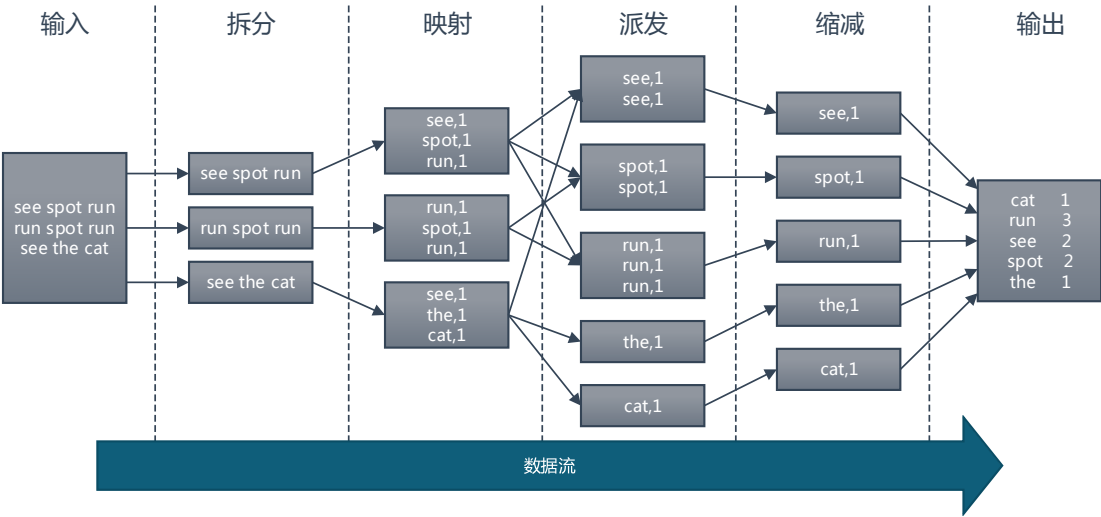 输入
拆分
映射
派发
缩减
输出
see spot run
run spot run
see the cat
see spot run
run spot run
see the cat
see,1
spot,1
run,1
run,1
spot,1
run,1
see,1
the,1
cat,1
see,1
see,1
spot,1
spot,1
run,1
run,1
run,1
the,1
cat,1
see,1
spot,1
run,1
the,1
cat,1
cat 1
run 3
see 2
spot 2
the 1
数据流